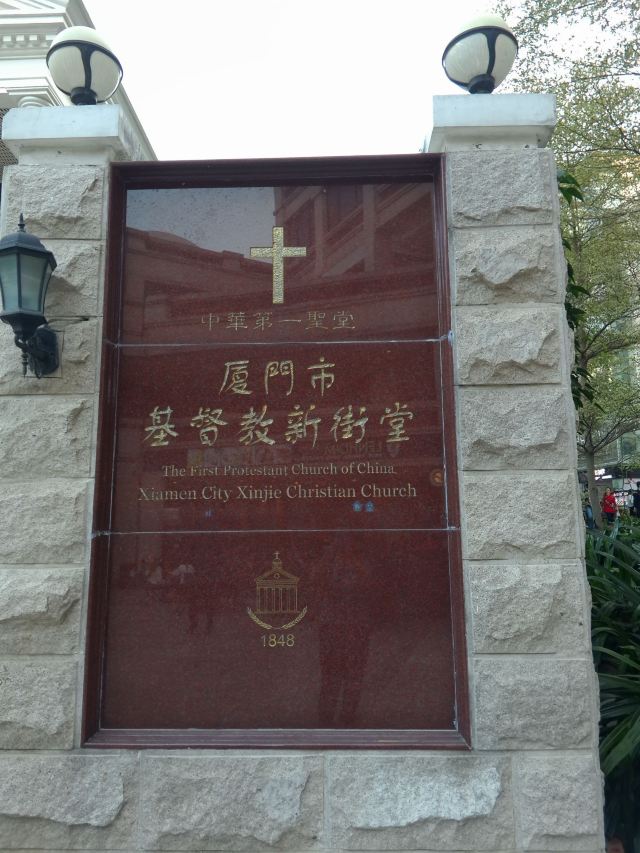 中華第一聖堂
厦門市
基督教新街堂
The First Protestant Church of China
Xiamen City Xinjie Christian Church
1848